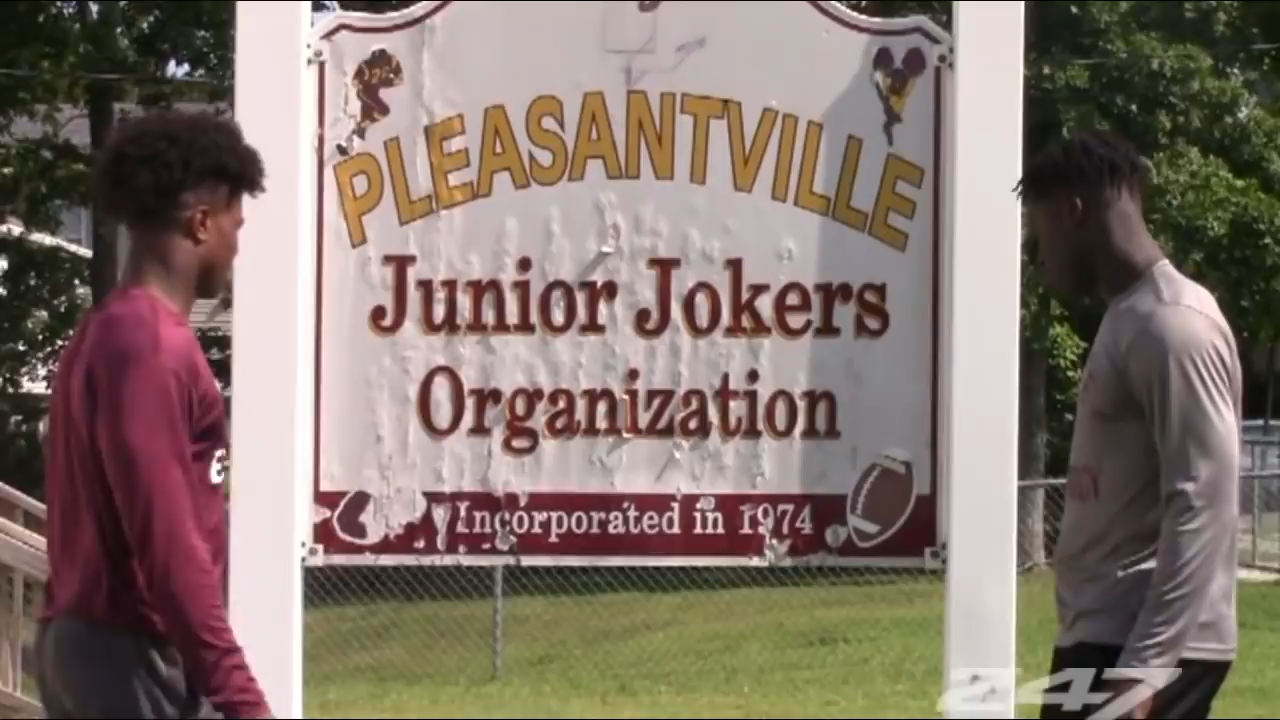 PLEASANTVILLE
Junior Jokers
Organization
Incorporated in 1974
247